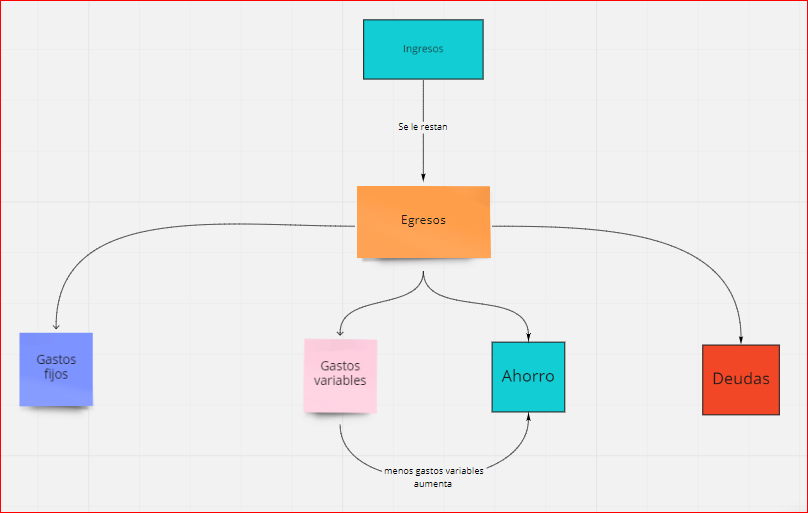 Ingresos
Se le restan
Egresos
Gastos
fijos
Gastos
variables
Ahorro
Deudas
menos gastos variables
aumenta